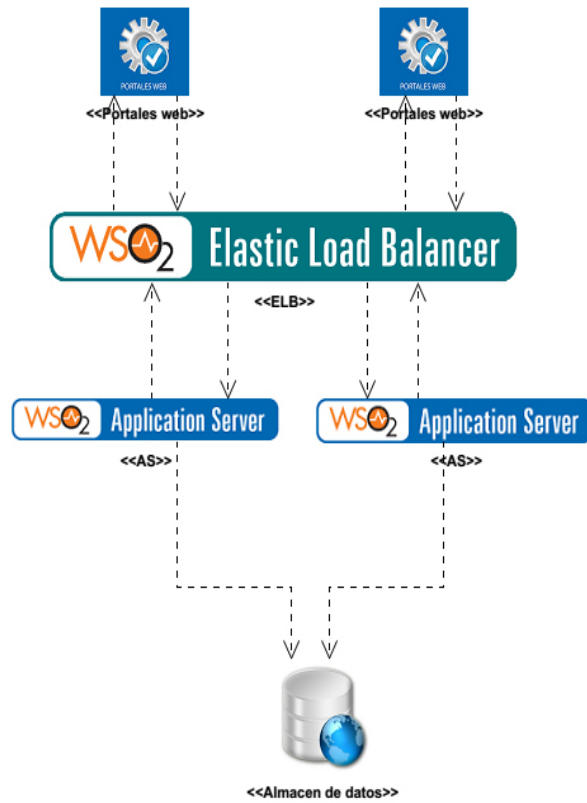 PORTALES WEB
PORTALES WEB
<<Portales web>>
<<Portales web>>
WSO2 Elastic Load Balancer
<<ELB>>
WSO2 Application Server
WSO2 Application Server
<<AS>>
<<AS>>
<<Almacen de datos>>